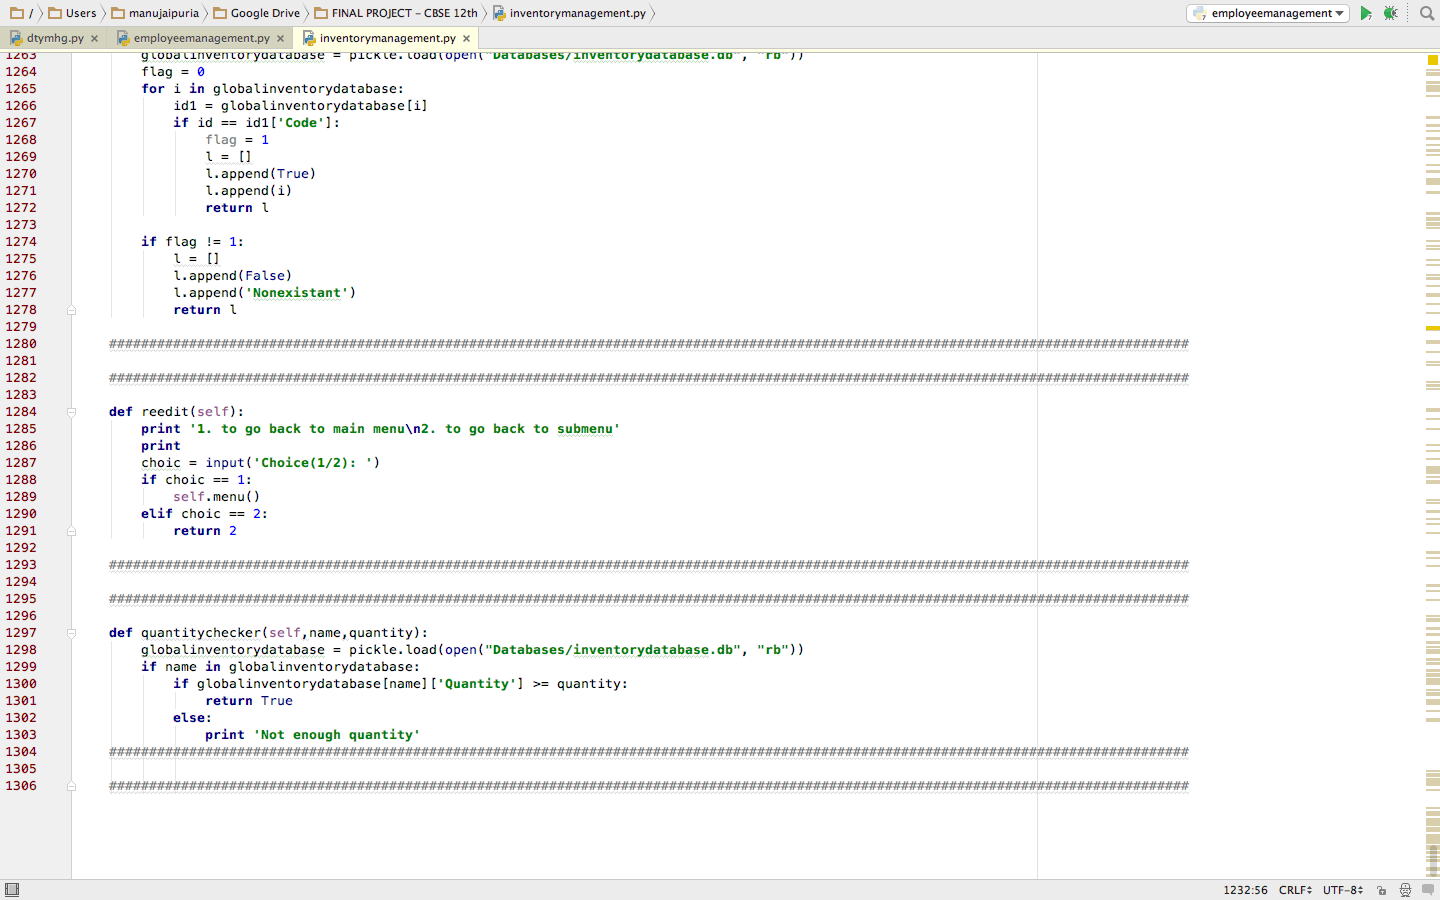 / Users manujaipuria Google Drive FINAL PROJECT – CBSE 12th inventorymanagement.py employeemanagement
dtymhg.py × employeemanagement.py × inventorymanagement.py ×
1263 globalinventorydatabase = pickle.load(open("Databases/inventorydatabase.db", "rb"))
1264 flag = 0
1265 for i in globalinventorydatabase:
1266 id1 = globalinventorydatabase[i]
1267 if id == id1['Code']:
1268 flag = 1
1269 l = []
1270 l.append(True)
1271 l.append(i)
1272 return l
1273
1274 if flag != 1:
1275 l = []
1276 l.append(False)
1277 l.append('Nonexistant')
1278 return l
1279
1280 #######################################################################################################################################
1281
1282 #######################################################################################################################################
1283
1284 def reedit(self):
1285 print '1. to go back to main menu\n2. to go back to submenu'
1286 print
1287 choic = input('Choice(1/2): ')
1288 if choic == 1:
1289 self.menu()
1290 elif choic == 2:
1291 return 2
1292
1293 #######################################################################################################################################
1294
1295 #######################################################################################################################################
1296
1297 def quantitychecker(self,name,quantity):
1298 globalinventorydatabase = pickle.load(open("Databases/inventorydatabase.db", "rb"))
1299 if name in globalinventorydatabase:
1300 if globalinventorydatabase[name]['Quantity'] >= quantity:
1301 return True
1302 else:
1303 print 'Not enough quantity'
1304 #######################################################################################################################################
1305
1306 #######################################################################################################################################
1232:56 CRLF UTF-8